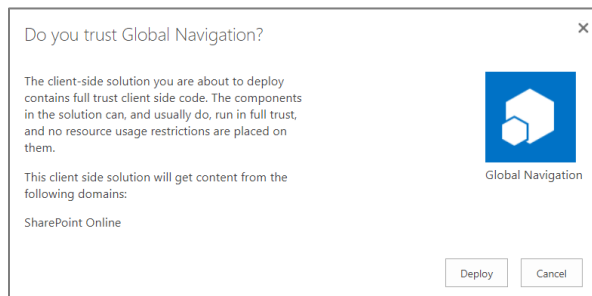 Do you trust Global Navigation?
The client-side solution you are about to deploy
contains full trust client side code. The components
in the solution can, and usually do, run in full trust,
and no resource usage restrictions are placed on
them.
This client side solution will get content from the
following domains:
SharePoint Online
Global Navigation
Deploy
Cancel